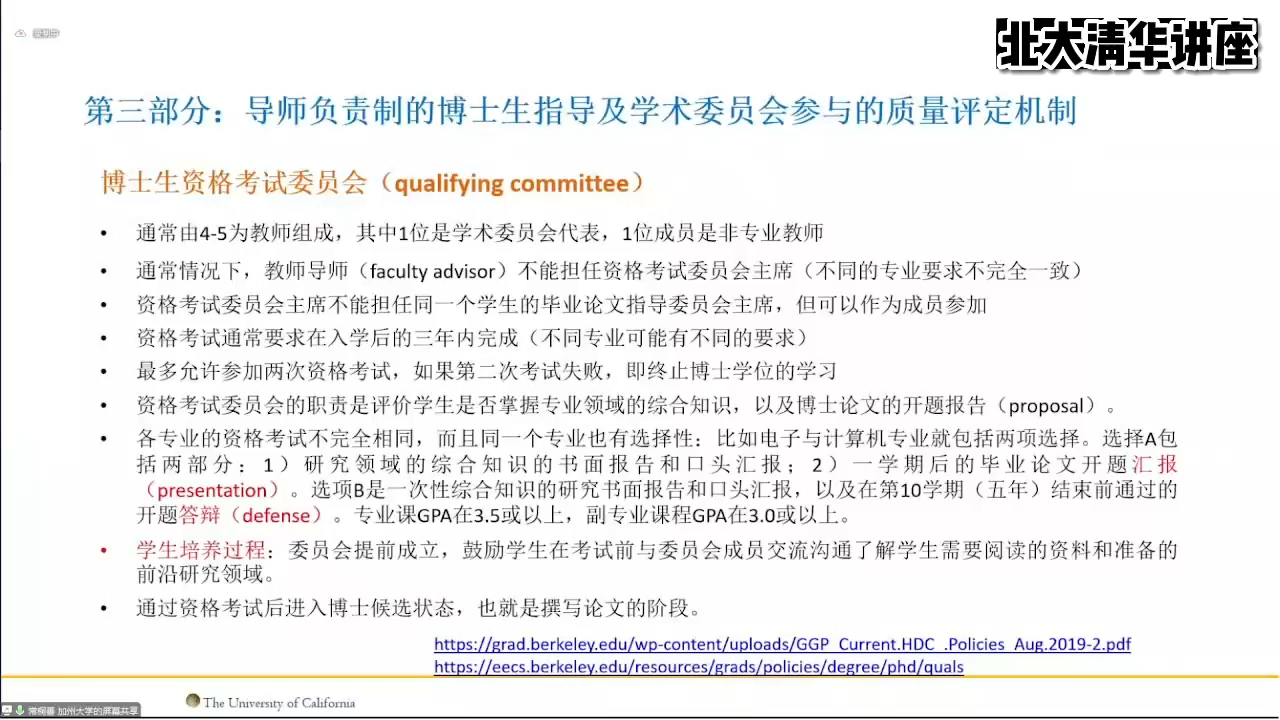 录制中
北大清华讲座
第三部分：导师负责制的博士生指导及学术委员会参与的质量评定机制
博士生资格考试委员会（qualifying committee）
• 通常由4-5为教师组成，其中1位是学术委员会代表，1位成员是非专业教师
• 通常情况下，教师导师（faculty advisor）不能担任资格考试委员会主席（不同的专业要求不完全一致）
• 资格考试委员会主席不能担任同一个学生的毕业论文指导委员会主席，但可以作为成员参加
• 资格考试通常要求在入学后的三年内完成（不同专业可能有不同的要求）
• 最多允许参加两次资格考试，如果第二次考试失败，即终止博士学位的学习
• 资格考试委员会的职责是评价学生是否掌握专业领域的综合知识，以及博士论文的开题报告（proposal）。
• 各专业的资格考试不完全相同，而且同一个专业也有选择性：比如电子与计算机专业就包括两项选择。选择A包
括两部分：1）研究领域的综合知识的书面报告和口头汇报；2）一学期后的毕业论文开题汇报
（presentation）。选项B是一次性综合知识的研究书面报告和口头汇报，以及在第10学期（五年）结束前通过的
开题答辩（defense）。专业课GPA在3.5或以上，副专业课程GPA在3.0或以上。
• 学生培养过程：委员会提前成立，鼓励学生在考试前与委员会成员交流沟通了解学生需要阅读的资料和准备的
前沿研究领域。
• 通过资格考试后进入博士候选状态，也就是撰写论文的阶段。
https://grad.berkeley.edu/wp-content/uploads/GGP_Current.HDC_.Policies_Aug.2019-2.pdf
https://eecs.berkeley.edu/resources/grads/policies/degree/phd/quals
The University of California
常桐善 加州大学的屏幕共享